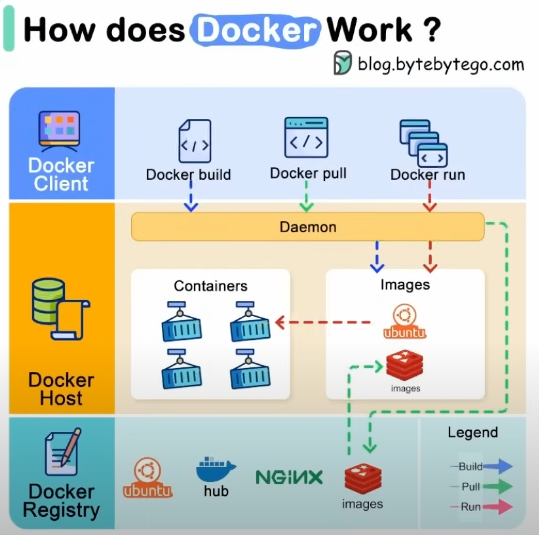 How does Docker Work ?
blog.bytebytego.com
Docker
Client
Docker build
Docker pull
Docker run
Daemon
Docker
Host
Containers
Images
ubuntu
images
Docker
Registry
ubuntu
hub
NGINX
images
Legend
Build
Pull
Run